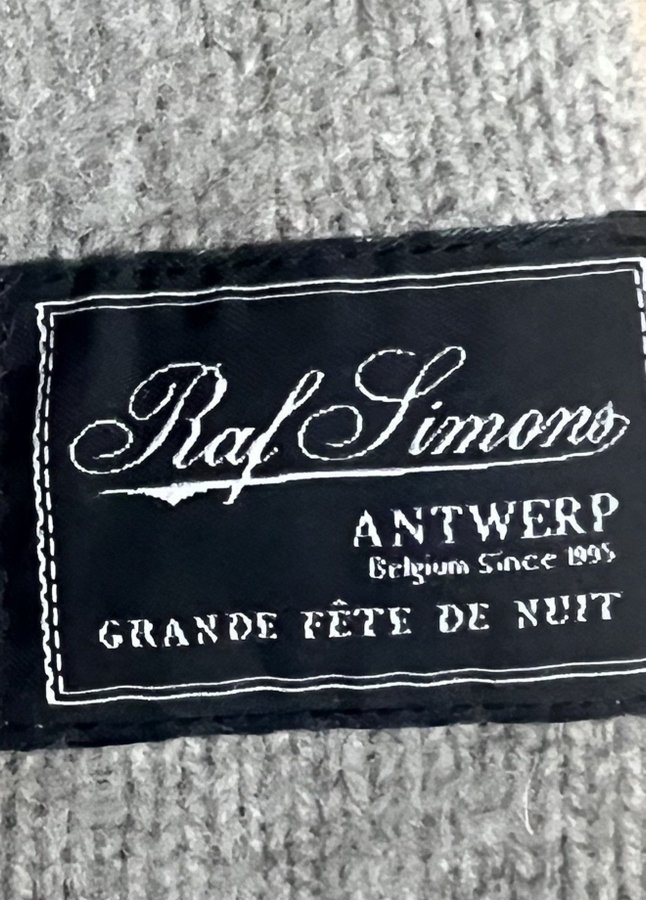 Raf Simons
ANTWERP
Belgium Since 1995
GRANDE FÊTE DE NUIT